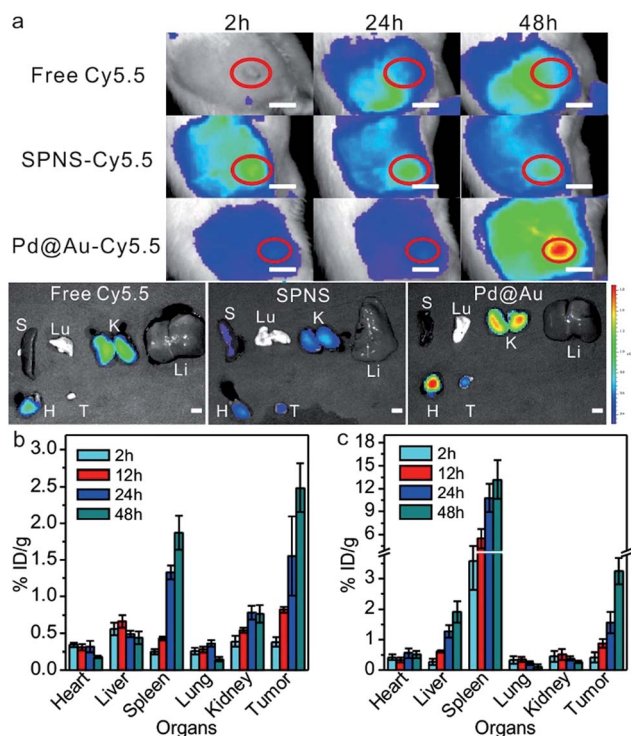 a
2h 24h 48h
Free Cy5.5
SPNS-Cy5.5
Pd@Au-Cy5.5
Free Cy5.5 SPNS Pd@Au
S Lu K Li S Lu K Li S Lu K Li
H T H T H T
b c
3.0 2.5 2.0 1.5 1.0 0.5 0.0
% ID/g
2h
12h
24h
48h
Heart Liver Spleen Lung Kidney Tumor
Organs
18 15 12 9 6 3 2 1 0
% ID/g
2h
12h
24h
48h
Heart Liver Spleen Lung Kidney Tumor
Organs